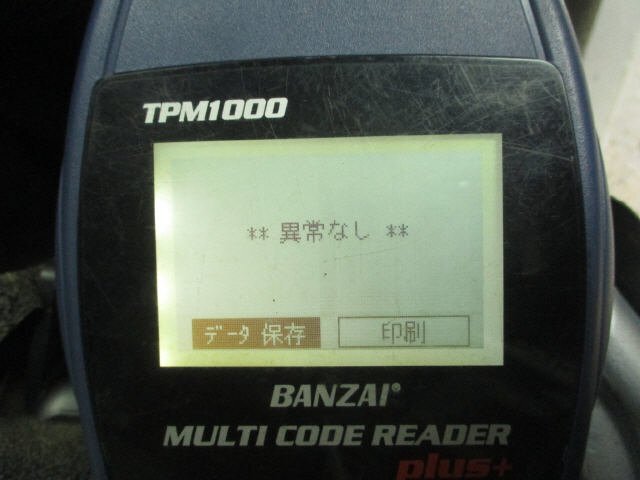 TPM1000
** 異常なし **
データ 保存 印刷
BANZAI®
MULTI CODE READER
plus+